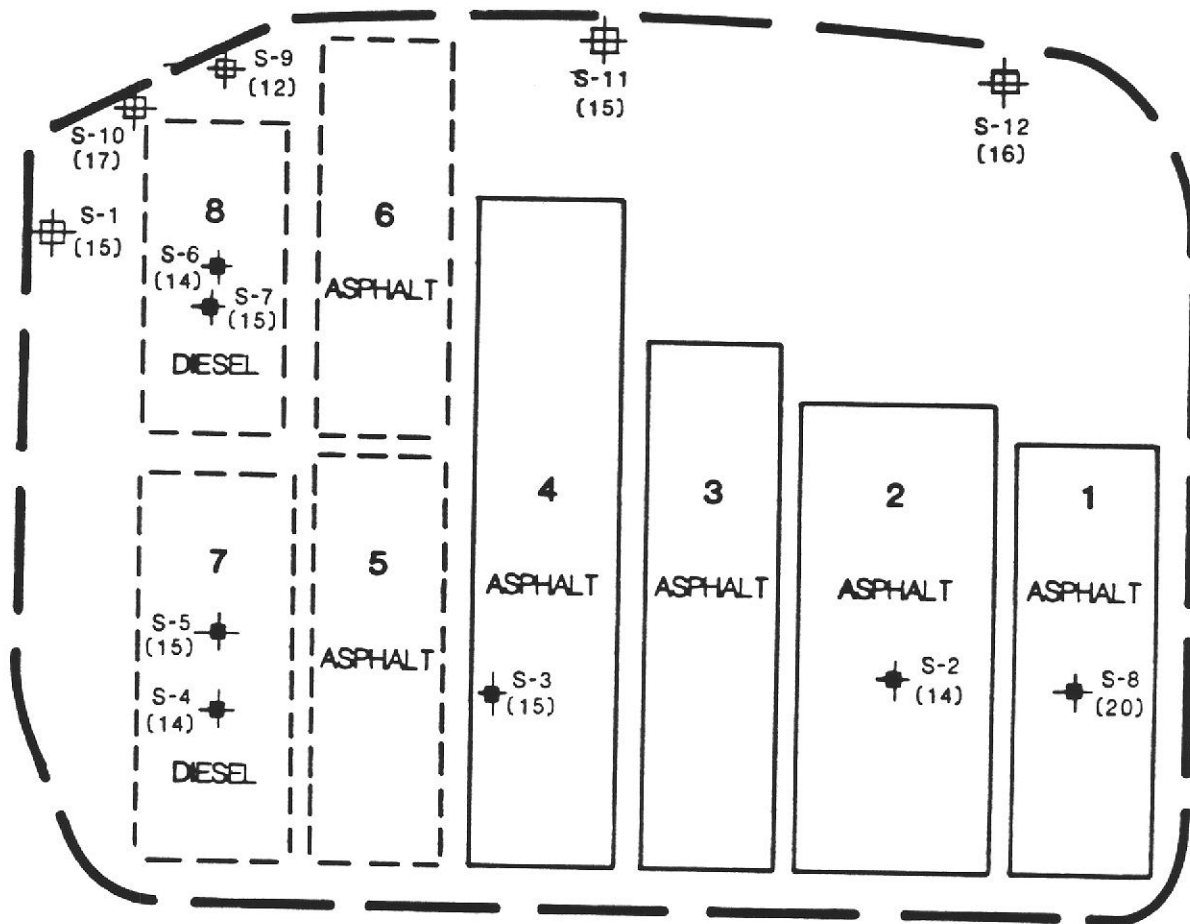 S-9
(12)
S-11
(15)
S-12
(16)
S-10
(17)
S-1
(15)
8
S-6
(14)
S-7
(15)
DIESEL
6
ASPHALT
4
ASPHALT
S-3
(15)
3
ASPHALT
2
ASPHALT
S-2
(14)
1
ASPHALT
S-8
(20)
7
S-5
(15)
S-4
(14)
DIESEL
5
ASPHALT